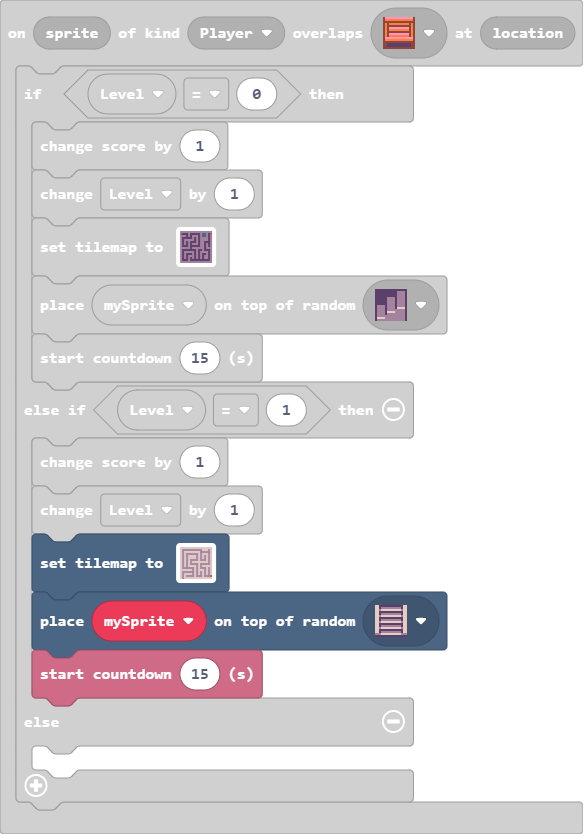 on sprite of kind Player overlaps at location
if Level = 0 then
change score by 1
change Level by 1
set tilemap to
place mySprite on top of random
start countdown 15 (s)
else if Level = 1 then
change score by 1
change Level by 1
set tilemap to
place mySprite on top of random
start countdown 15 (s)
else